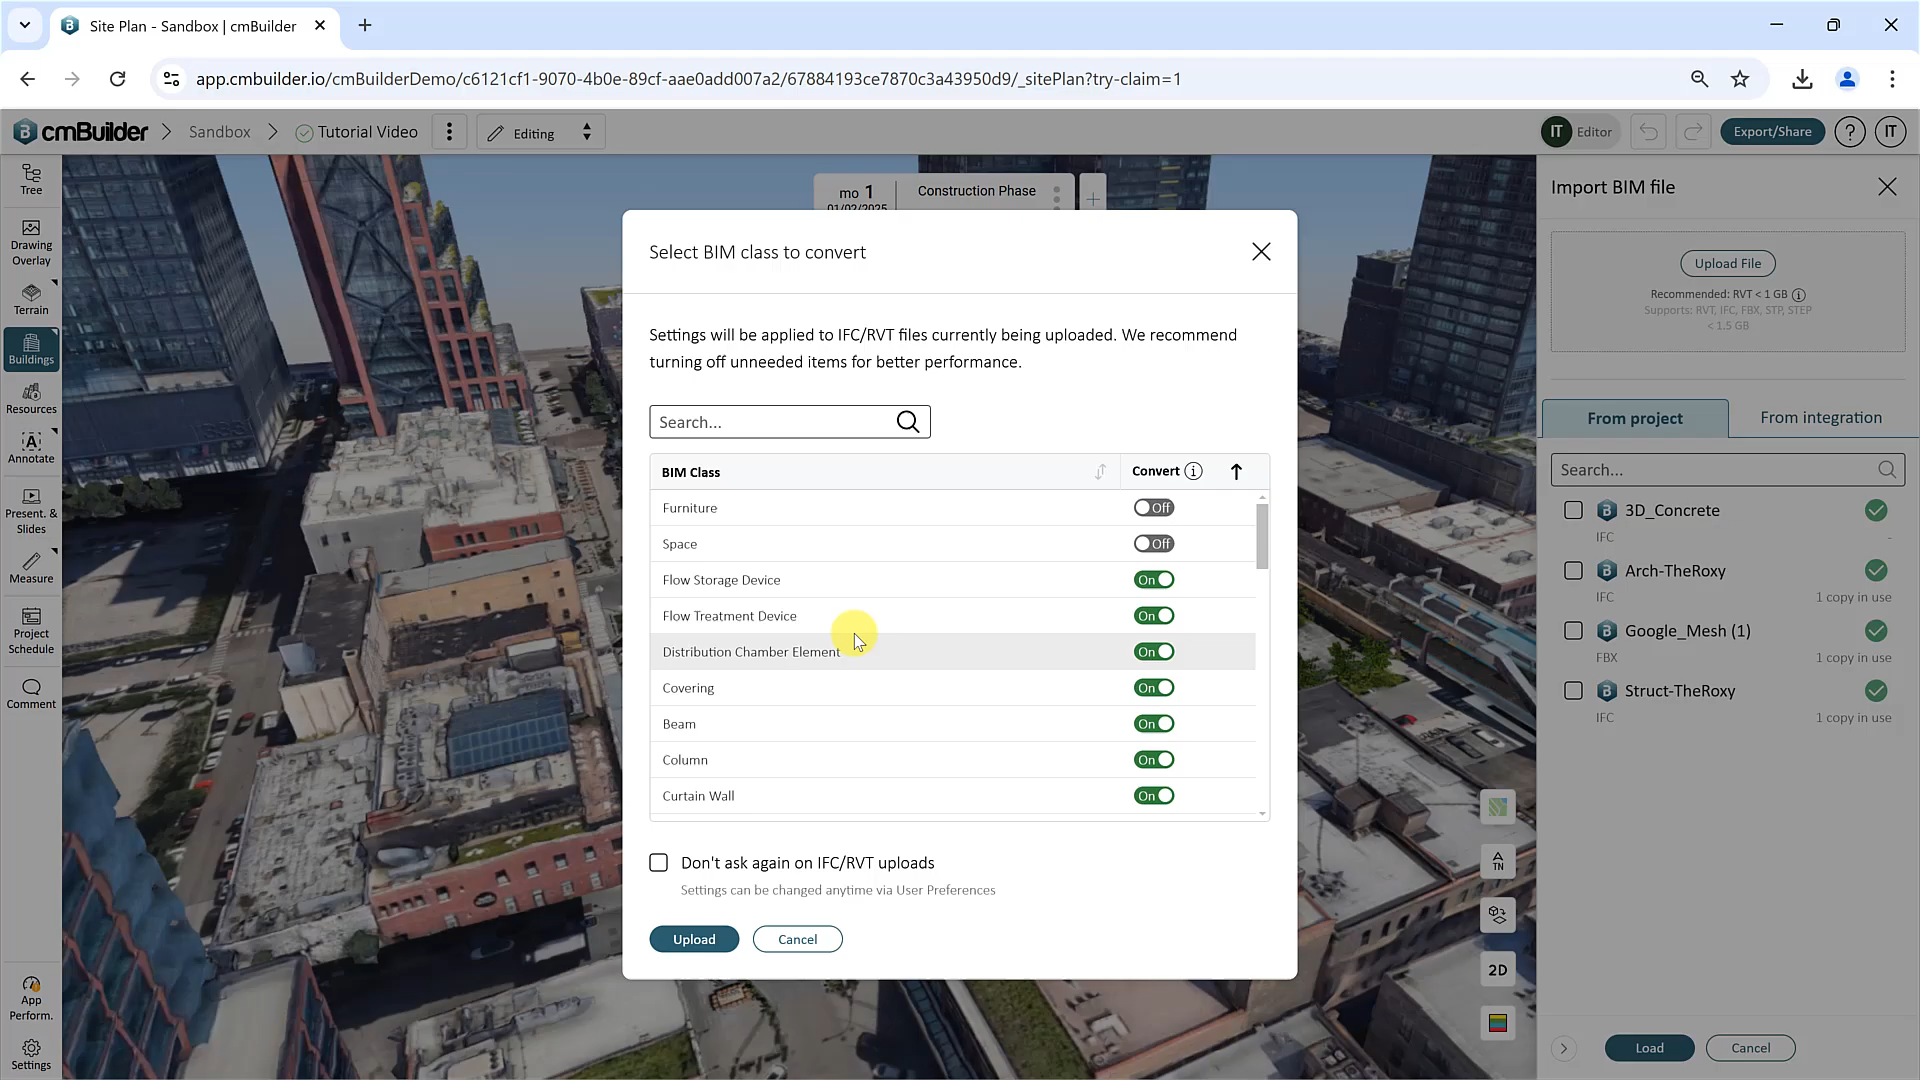 Site Plan - Sandbox | cmBuilder
app.cmbuilder.io/cmBuilderDemo/c6121cf1-9070-4b0e-89cf-aae0add007a2/67884193ce7870c3a43950d9/_sitePlan?try-claim=1
B cmBuilder
Sandbox
Tutorial Video
Editing
IT Editor
Export/Share
?
IT
Tree
Drawing
Overlay
Terrain
Buildings
Resources
A
Annotate
Present. &
Slides
Measure
Project
Schedule
Comment
App
Perform.
Settings
mo 1
01/02/2025
Construction Phase
Select BIM class to convert
Settings will be applied to IFC/RVT files currently being uploaded. We recommend
turning off unneeded items for better performance.
Search...
BIM Class
Convert
Furniture Off
Space Off
Flow Storage Device On
Flow Treatment Device On
Distribution Chamber Element On
Covering On
Beam On
Column On
Curtain Wall On
Don't ask again on IFC/RVT uploads
Settings can be changed anytime via User Preferences
Upload
Cancel
Import BIM file
Upload File
Recommended: RVT < 1 GB
Supports: RVT, IFC, FBX, STP, STEP
< 1.5 GB
From project
From integration
Search...
B 3D_Concrete
IFC -
B Arch-TheRoxy
IFC 1 copy in use
B Google_Mesh (1)
FBX 1 copy in use
B Struct-TheRoxy
IFC 1 copy in use
TN
2D
Load
Cancel